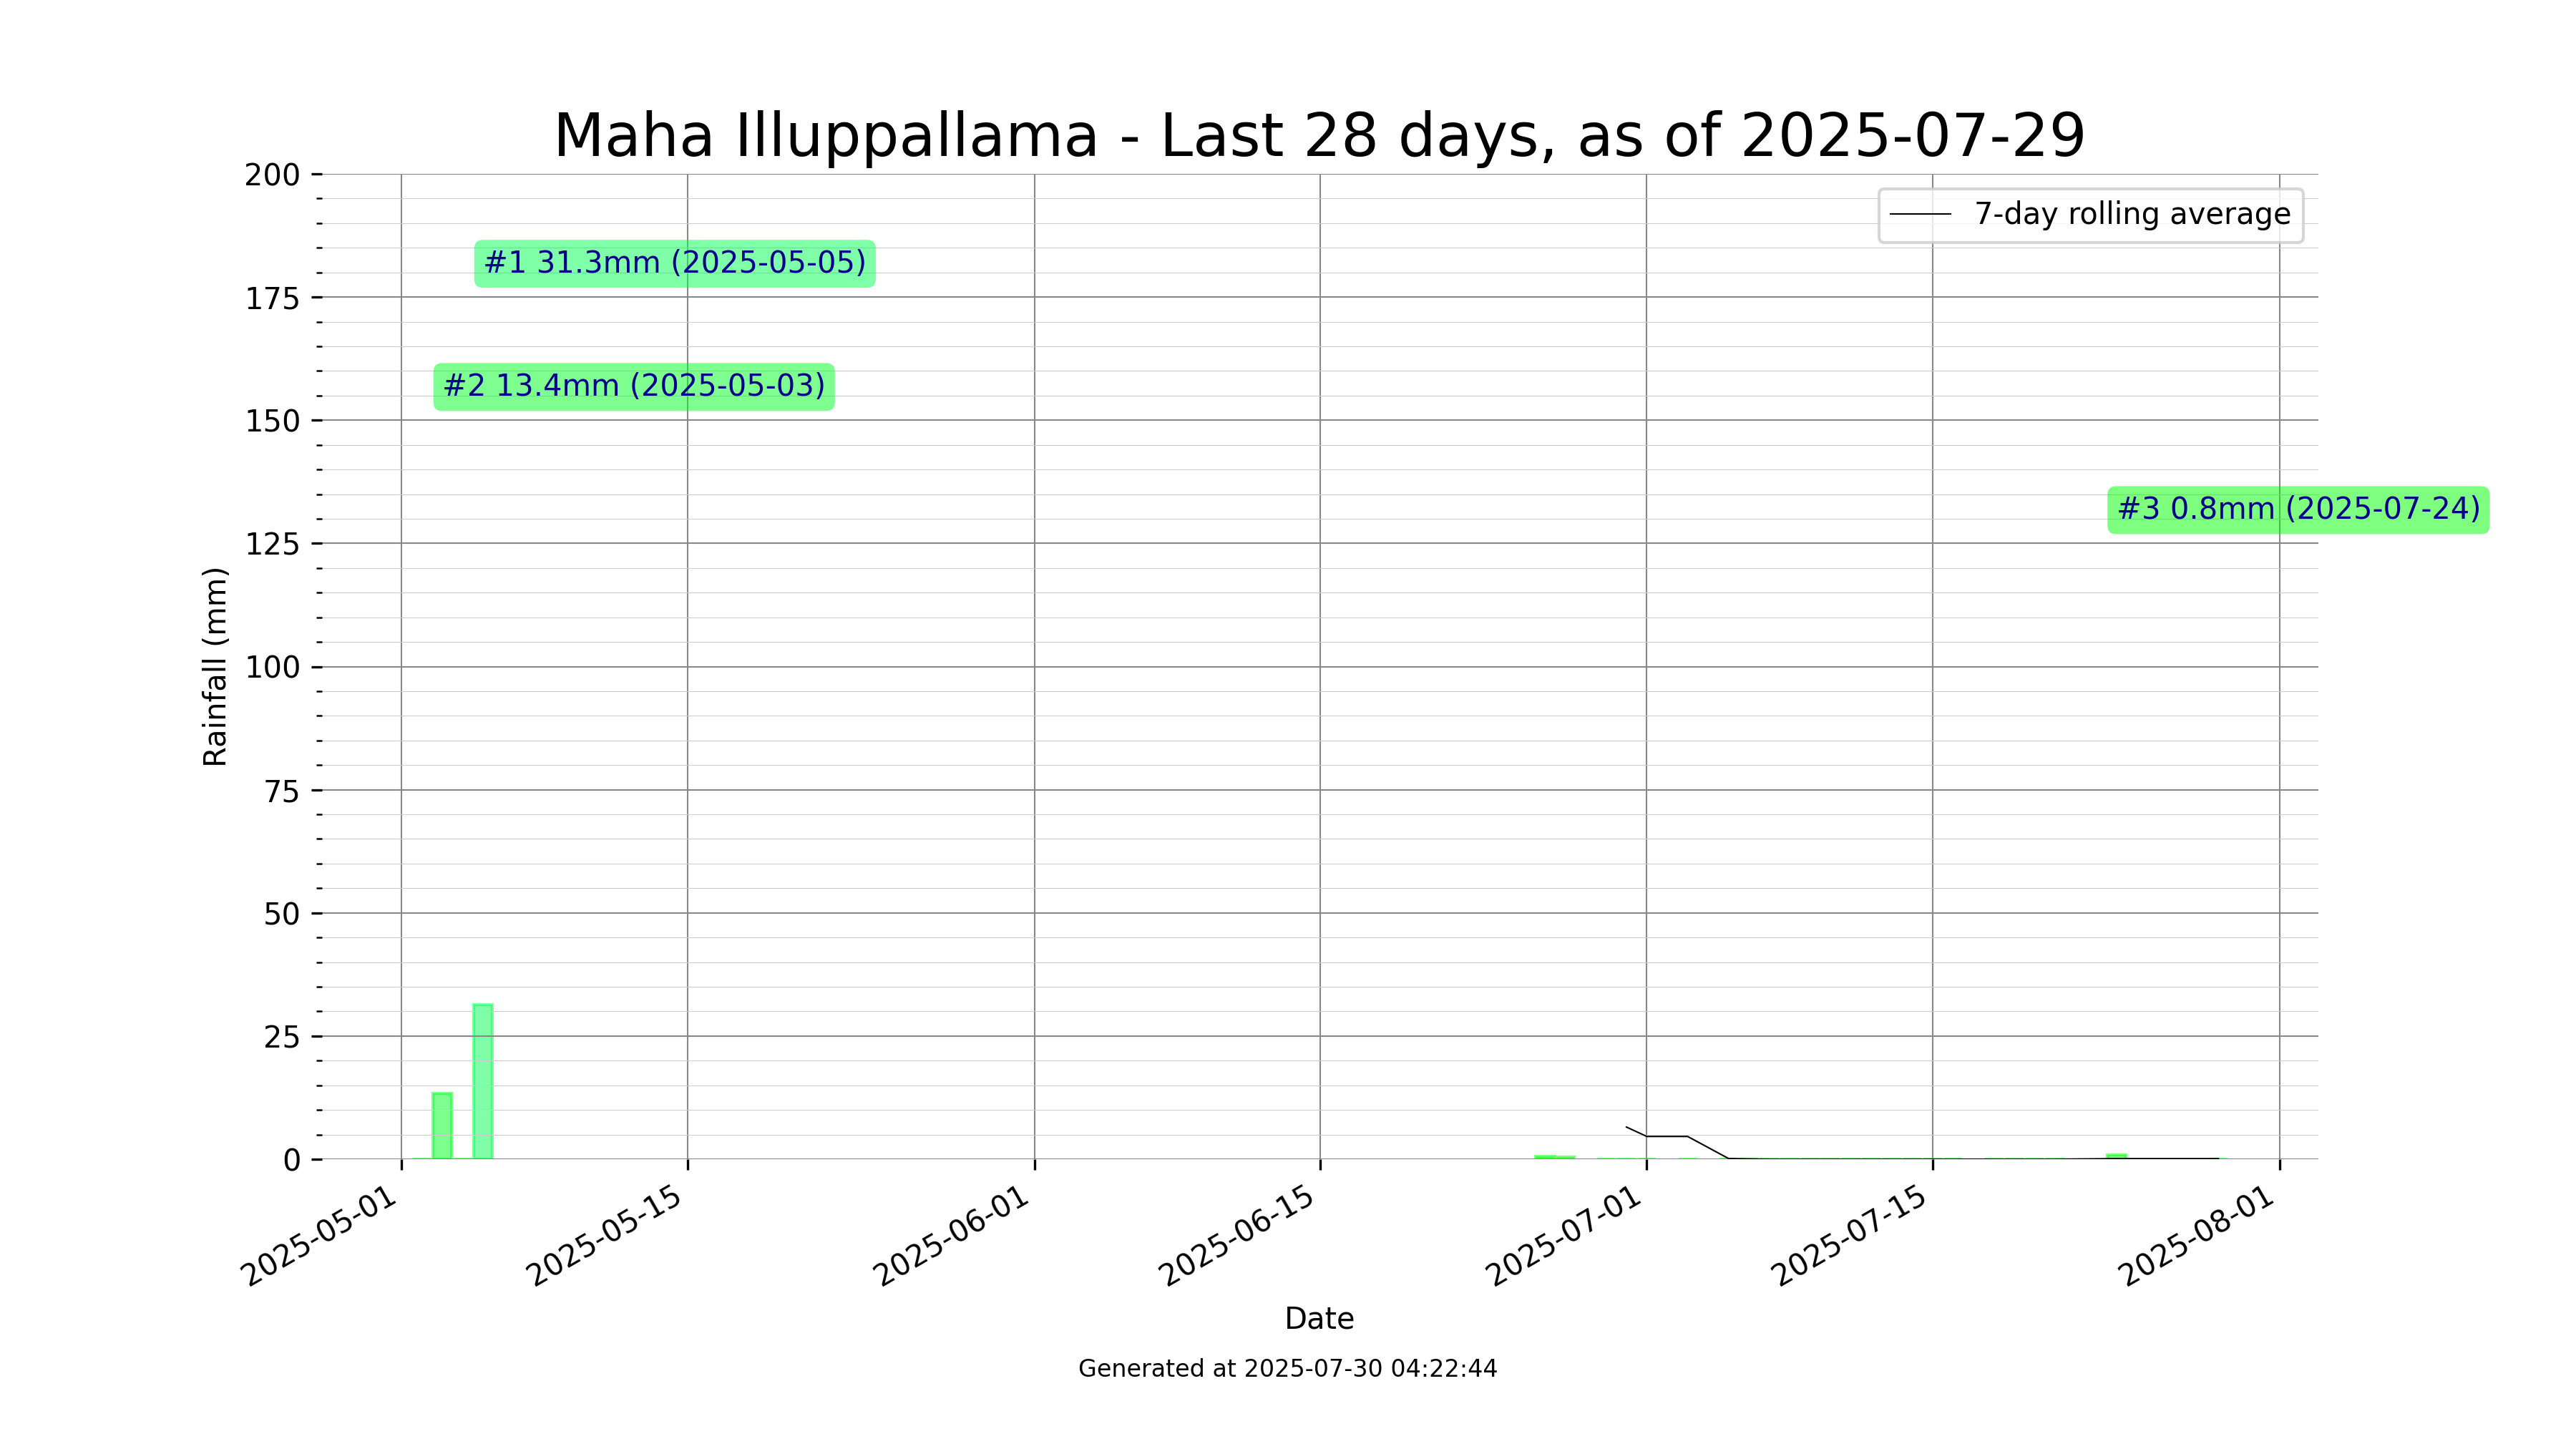 Maha Illuppallama - Last 28 days, as of 2025-07-29
200
7-day rolling average
#1 31.3mm (2025-05-05)
175
#2 13.4mm (2025-05-03)
150
#3 0.8mm (2025-07-24)
125
Rainfall (mm)
100
75
50
25
0
2025-05-01
2025-05-15
2025-06-01
2025-06-15
2025-07-01
2025-07-15
2025-08-01
Date
Generated at 2025-07-30 04:22:44